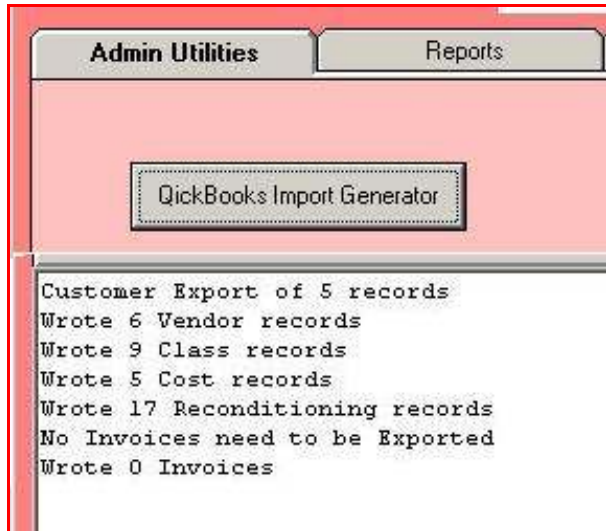 Admin Utilities
Reports
QickBooks Import Generator
Customer Export of 5 records
Wrote 6 Vendor records
Wrote 9 Class records
Wrote 5 Cost records
Wrote 17 Reconditioning records
No Invoices need to be Exported
Wrote 0 Invoices